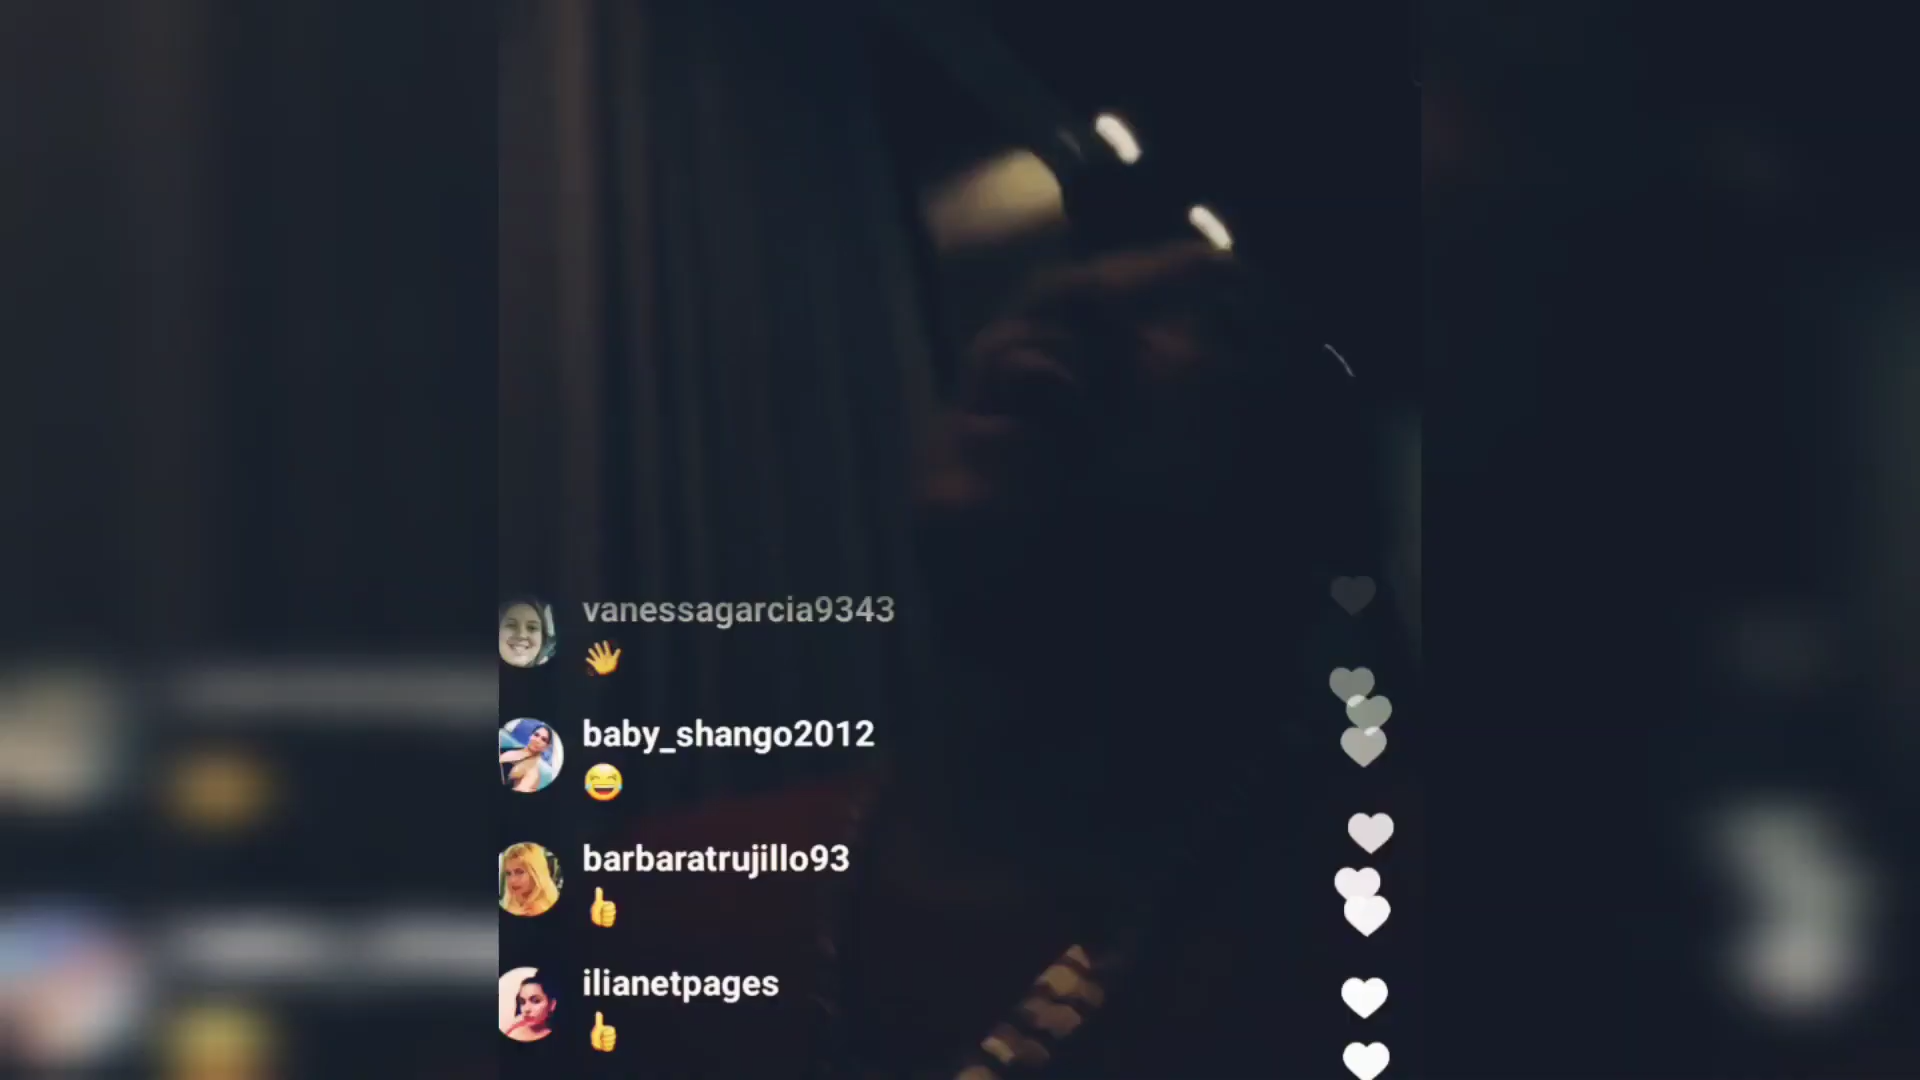 vanessagarcia9343
👋
baby_shango2012
😂
barbaratrujillo93
👍
ilianetpages
👍